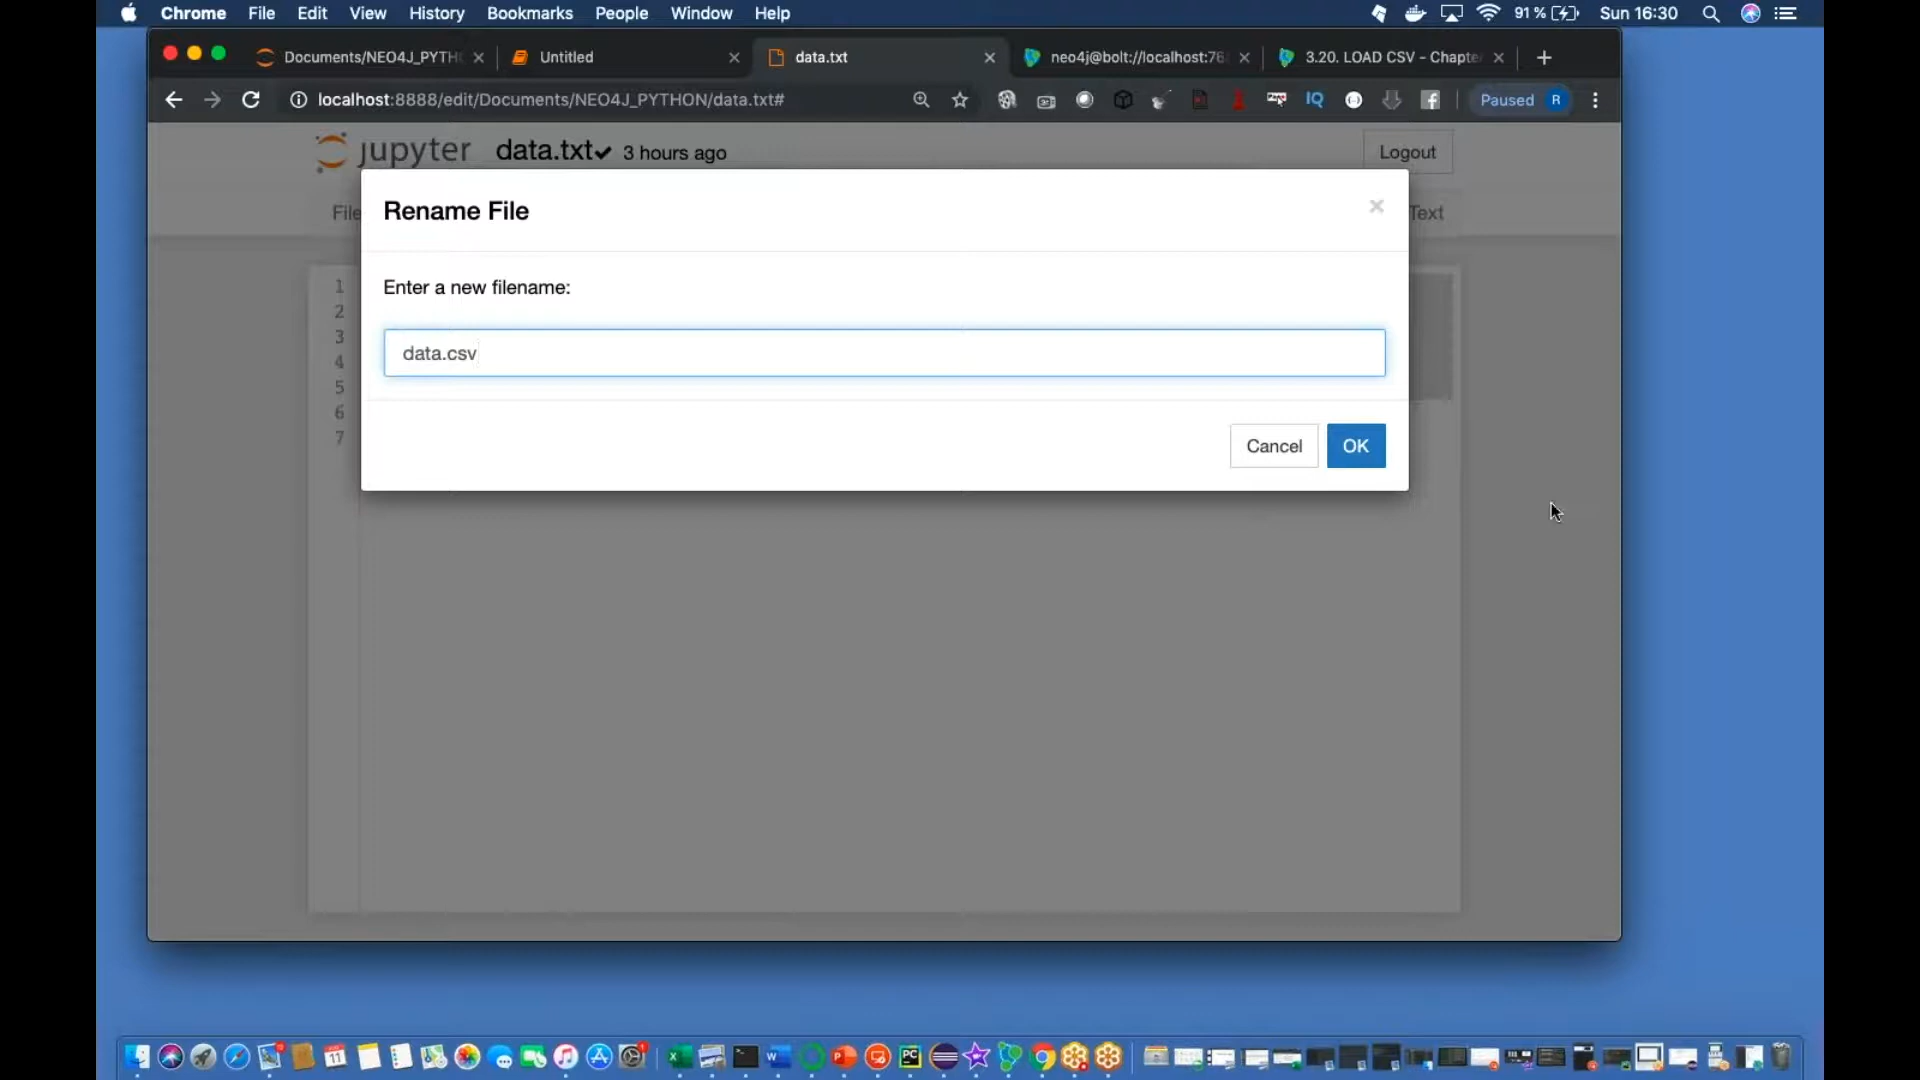 Chrome File Edit View History Bookmarks People Window Help 91% Sun 16:30
Documents/NEO4J_PYTH Untitled data.txt neo4j@bolt://localhost:76 3.20. LOAD CSV - Chapte
localhost:8888/edit/Documents/NEO4J_PYTHON/data.txt# IQ Paused R
jupyter data.txt 3 hours ago Logout
File Text
Rename File
Enter a new filename:
data.csv
Cancel OK
1
2
3
4
5
6
7